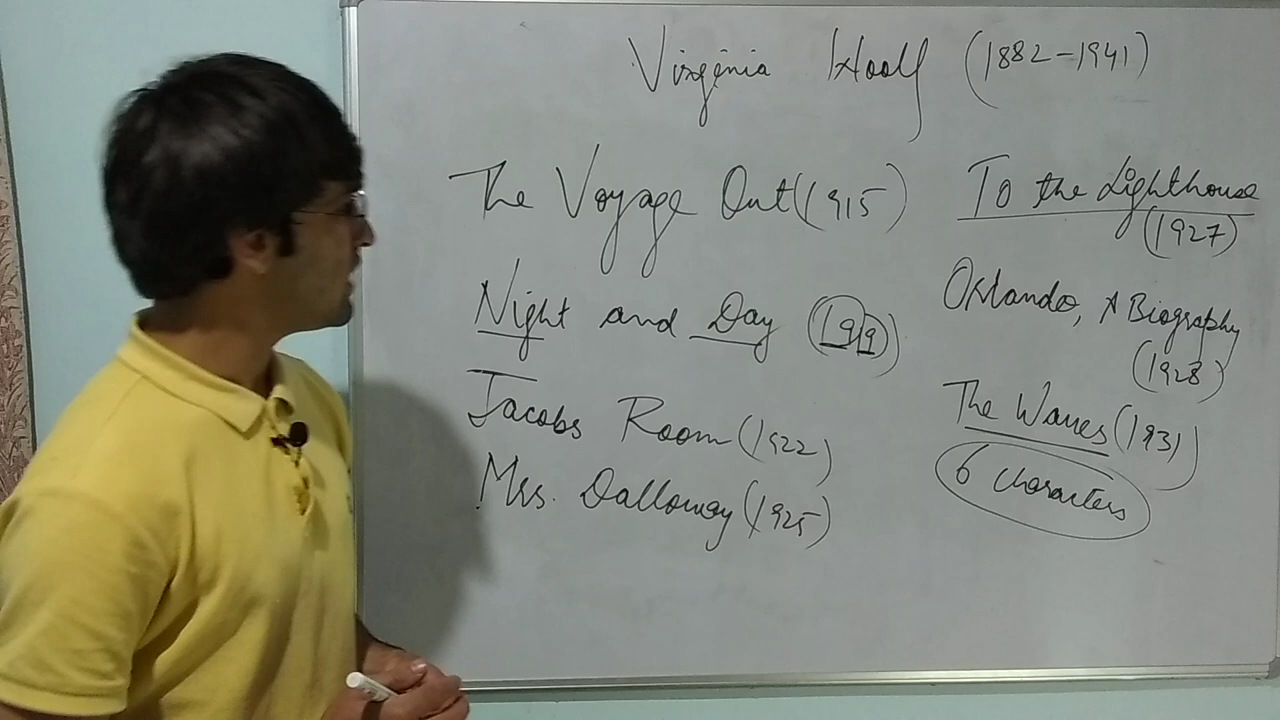 Virginia Woolf (1882-1941)
The Voyage Out (1915)
Night and Day (1919)
Jacobs Room (1922)
Mrs. Dalloway (1925)
To the Lighthouse
(1927)
Orlando, A Biography
(1928)
The Waves (1931)
6 characters